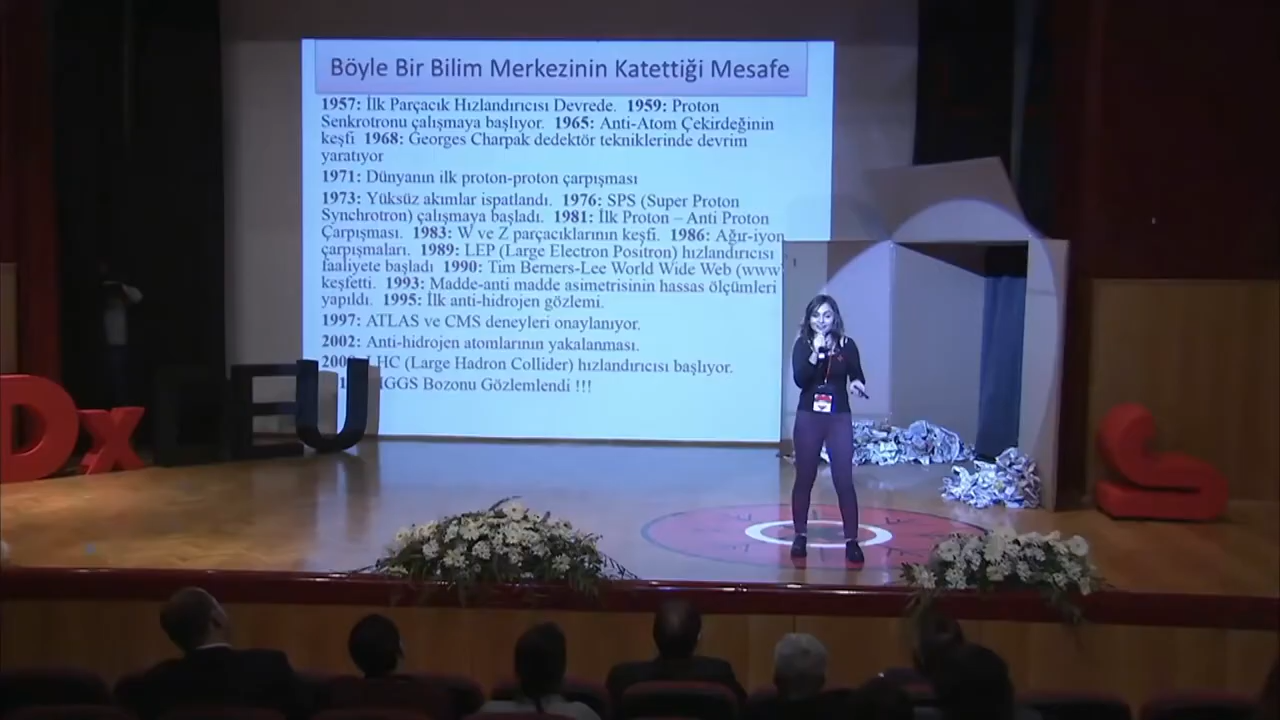 Böyle Bir Bilim Merkezinin Katettiği Mesafe
1957: İlk Parçacık Hızlandırıcısı Devrede. 1959: Proton
Senkrotronu çalışmaya başlıyor. 1965: Anti-Atom Çekirdeğinin
keşfi 1968: Georges Charpak dedektör tekniklerinde devrim
yaratıyor
1971: Dünyanın ilk proton-proton çarpışması
1973: Yüksüz akımlar ispatlandı. 1976: SPS (Super Proton
Synchrotron) çalışmaya başladı. 1981: İlk Proton – Anti Proton
Çarpışması. 1983: W ve Z parçacıklarının keşfi. 1986: Ağır-iyon
çarpışmaları. 1989: LEP (Large Electron Positron) hızlandırıcısı
faaliyete başladı 1990: Tim Berners-Lee World Wide Web (www
keşfetti. 1993: Madde-anti madde asimetrisinin hassas ölçümleri
yapıldı. 1995: İlk anti-hidrojen gözlemi.
1997: ATLAS ve CMS deneyleri onaylanıyor.
2002: Anti-hidrojen atomlarının yakalanması.
LHC (Large Hadron Collider) hızlandırıcısı başlıyor.
Bozonu Gözlemlendi !!!
Dx EU